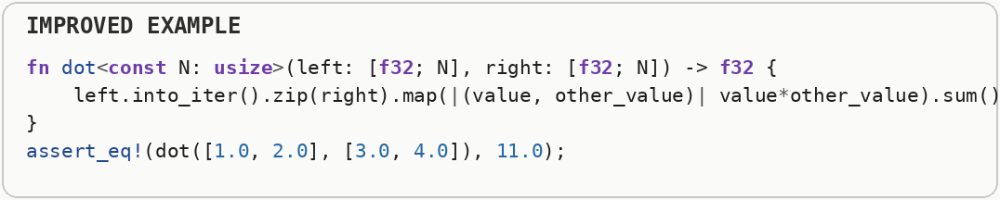 IMPROVED EXAMPLE
fn dot<const N: usize>(left: [f32; N], right: [f32; N]) -> f32 {
    left.into_iter().zip(right).map(|(value, other_value)| value*other_value).sum()
}
assert_eq!(dot([1.0, 2.0], [3.0, 4.0]), 11.0);